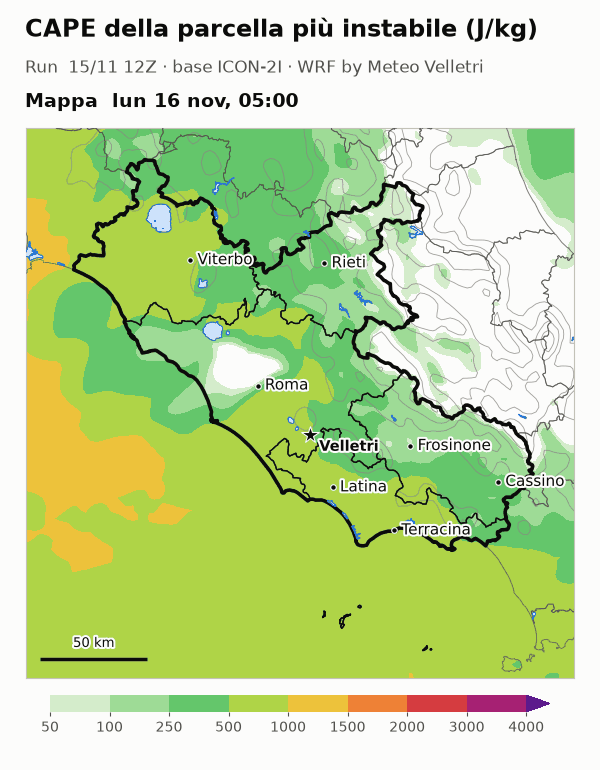 CAPE della parcella più instabile (J/kg)
Run  15/11 12Z · base ICON-2I · WRF by Meteo Velletri
Mappa  lun 16 nov, 05:00
Viterbo
Rieti
Roma
Velletri
Frosinone
Cassino
Latina
Terracina
50 km
50 100 250 500 1000 1500 2000 3000 4000